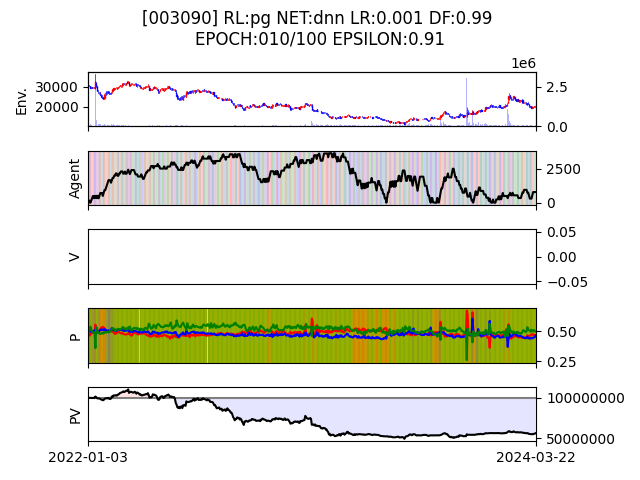 [003090] RL:pg NET:dnn LR:0.001 DF:0.99
EPOCH:010/100 EPSILON:0.91
1e6
Env.
30000
20000
2.5
0.0
Agent
2500
0
V
0.05
0.00
−0.05
P
0.50
0.25
PV
100000000
50000000
2022-01-03
2024-03-22